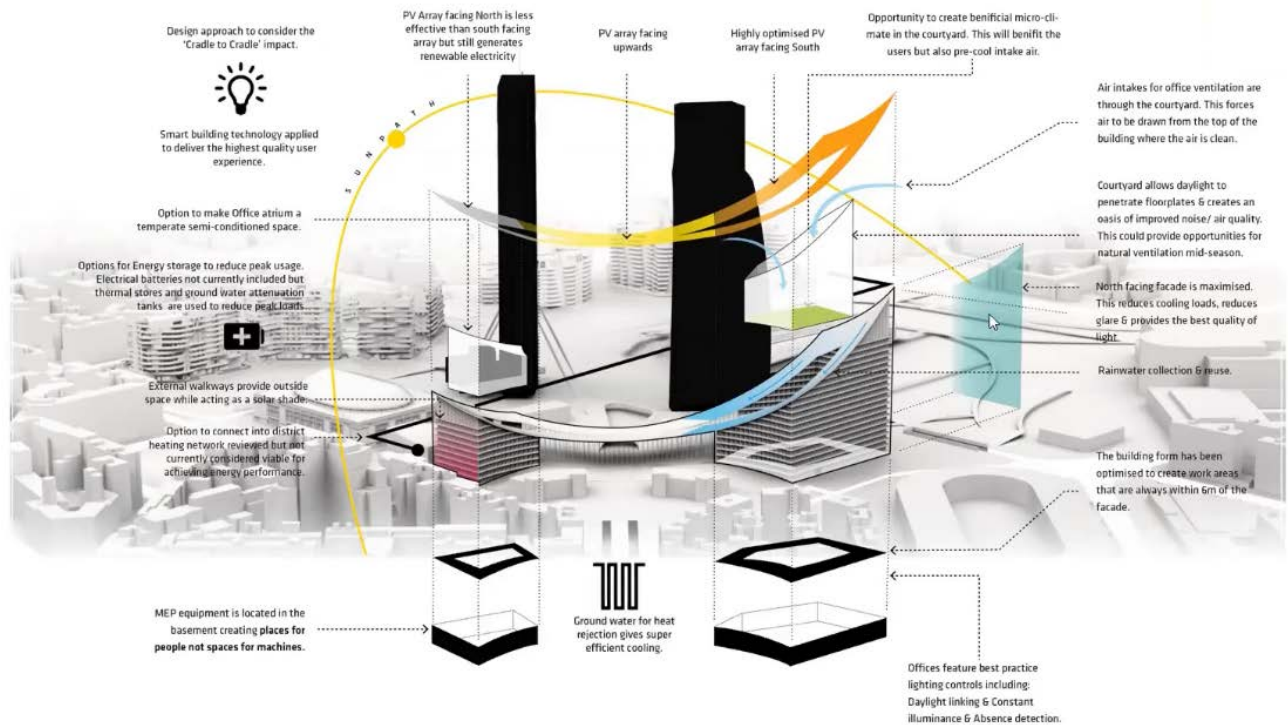 Design approach to consider the
'Cradle to Cradle' impact.
Smart building technology applied
to deliver the highest quality user
experience.
PV Array facing North is less
effective than south facing
array but still generates
renewable electricity
PV array facing
upwards
Highly optimised PV
array facing South
Opportunity to create benificial micro-cli-
mate in the courtyard. This will benifit the
users but also pre-cool intake air.
Air intakes for office ventilation are
through the courtyard. This forces
air to be drawn from the top of the
building where the air is clean.
Courtyard allows daylight to
penetrate floorplates & creates an
oasis of improved noise/ air quality.
This could provide opportunities for
natural ventilation mid-season.
North facing facade is maximised.
This reduces cooling loads, reduces
glare & provides the best quality of
light.
Rainwater collection & reuse.
The building form has been
optimised to create work areas
that are always within 6m of the
facade.
Offices feature best practice
lighting controls including:
Daylight linking & Constant
illuminance & Absence detection.
SUN PATH
Option to make Office atrium a
temperate semi-conditioned space.
Options for Energy storage to reduce peak usage.
Electrical batteries not currently included but
thermal stores and ground water attenuation
tanks are used to reduce peak loads
External walkways provide outside
space while acting as a solar shade.
Option to connect into district
heating network reviewed but not
currently considered viable for
achieving energy performance.
MEP equipment is located in the
basement creating places for
people not spaces for machines.
Ground water for heat
rejection gives super
efficient cooling.